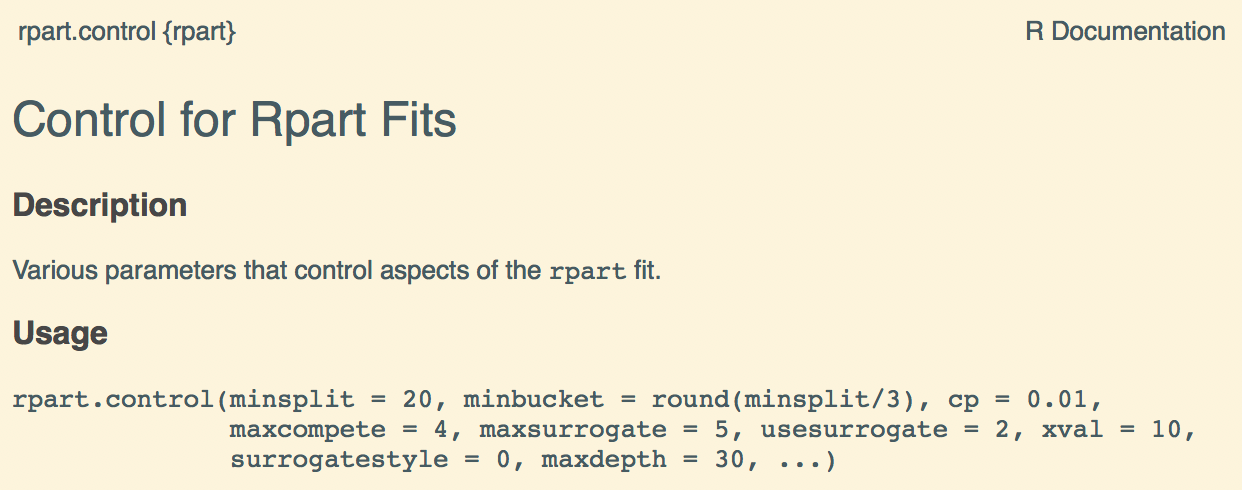 rpart.control {rpart} R Documentation
Control for Rpart Fits
Description
Various parameters that control aspects of the rpart fit.
Usage
rpart.control(minsplit = 20, minbucket = round(minsplit/3), cp = 0.01,
              maxcompete = 4, maxsurrogate = 5, usesurrogate = 2, xval = 10,
              surrogatestyle = 0, maxdepth = 30, ...)